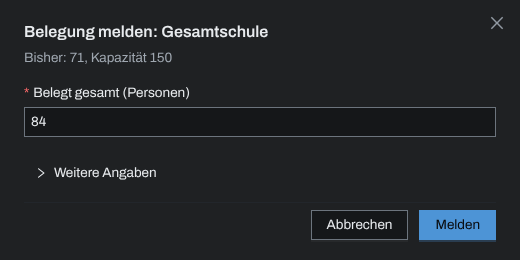 Belegung melden: Gesamtschule
Bisher: 71, Kapazität 150
* Belegt gesamt (Personen)
84
Weitere Angaben
Abbrechen
Melden